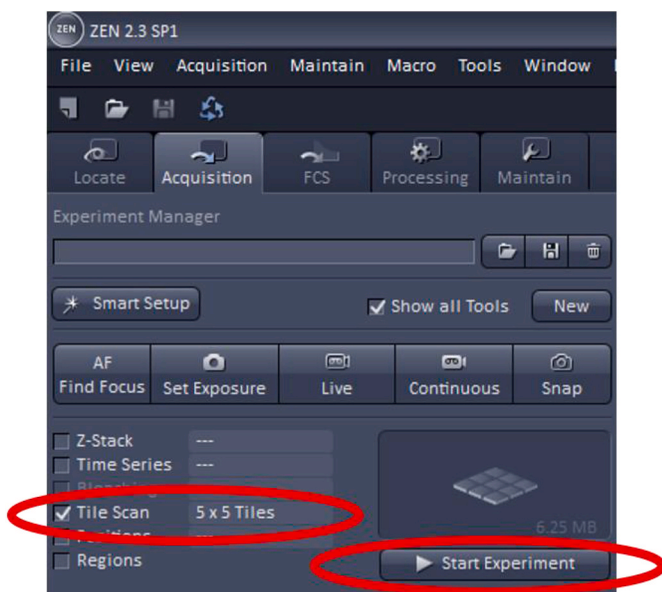 ZEN ZEN 2.3 SP1
File View Acquisition Maintain Macro Tools Window
Locate Acquisition FCS Processing Maintain
Experiment Manager
Smart Setup Show all Tools New
AF
Find Focus Set Exposure Live Continuous Snap
Z-Stack ---
Time Series ---
Bleaching
Tile Scan 5 x 5 Tiles
Positions ---
6.25 MB
Regions
Start Experiment